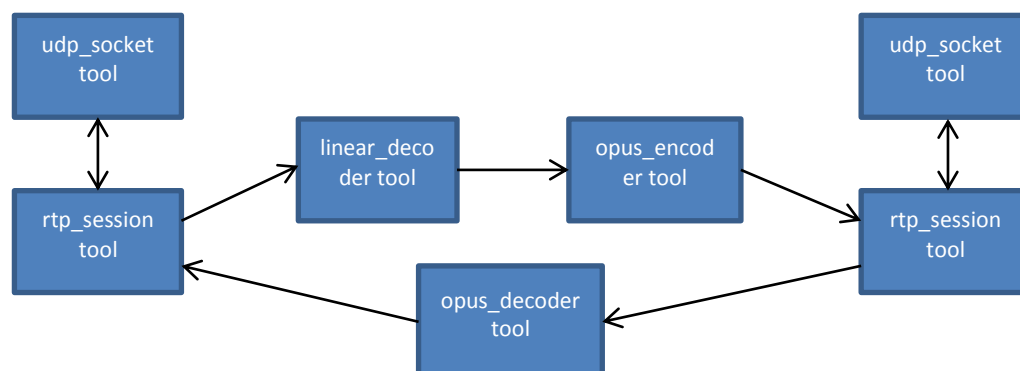 udp_socket
tool
udp_socket
tool
linear_deco
der tool
opus_encod
er tool
rtp_session
tool
rtp_session
tool
opus_decoder
tool